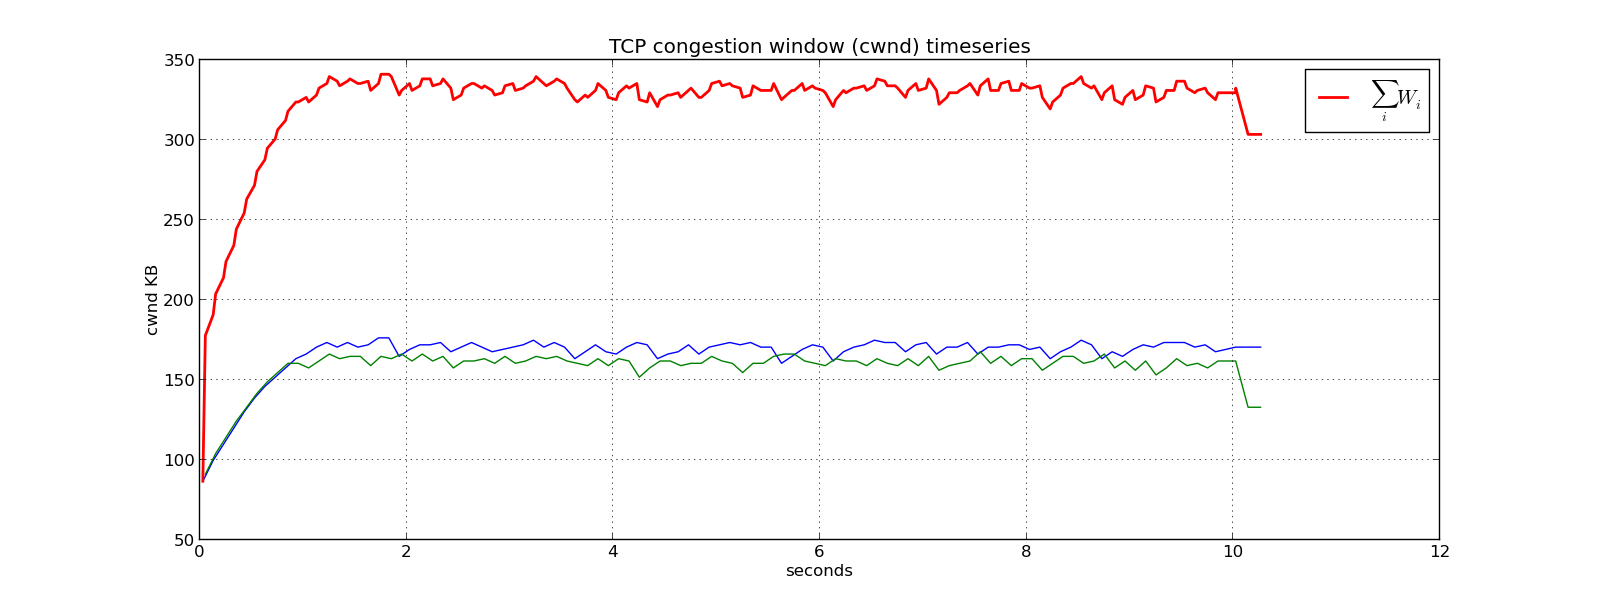 TCP congestion window (cwnd) timeseries
350
300
250
200
150
100
50
cwnd KB
0 2 4 6 8 10 12
seconds
∑W_i
i